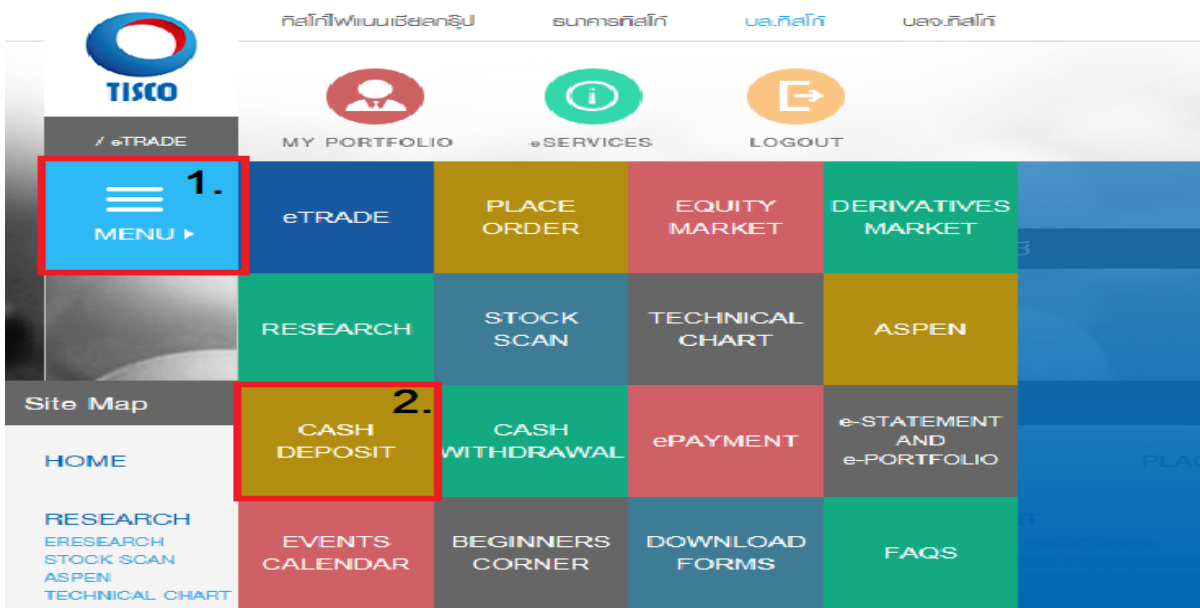 ทิสโก้ไฟแนนเชียลกรุ๊ป ธนาคารทิสโก้ บล.ทิสโก้ บลจ.ทิสโก้
TISCO
/ eTRADE
MY PORTFOLIO eSERVICES LOGOUT
1.
MENU
eTRADE
PLACE
ORDER
EQUITY
MARKET
DERIVATIVES
MARKET
RESEARCH
STOCK
SCAN
TECHNICAL
CHART
ASPEN
2.
CASH
DEPOSIT
CASH
WITHDRAWAL
ePAYMENT
e-STATEMENT
AND
e-PORTFOLIO
EVENTS
CALENDAR
BEGINNERS
CORNER
DOWNLOAD
FORMS
FAQS
Site Map
HOME
RESEARCH
ERESEARCH
STOCK SCAN
ASPEN
TECHNICAL CHART